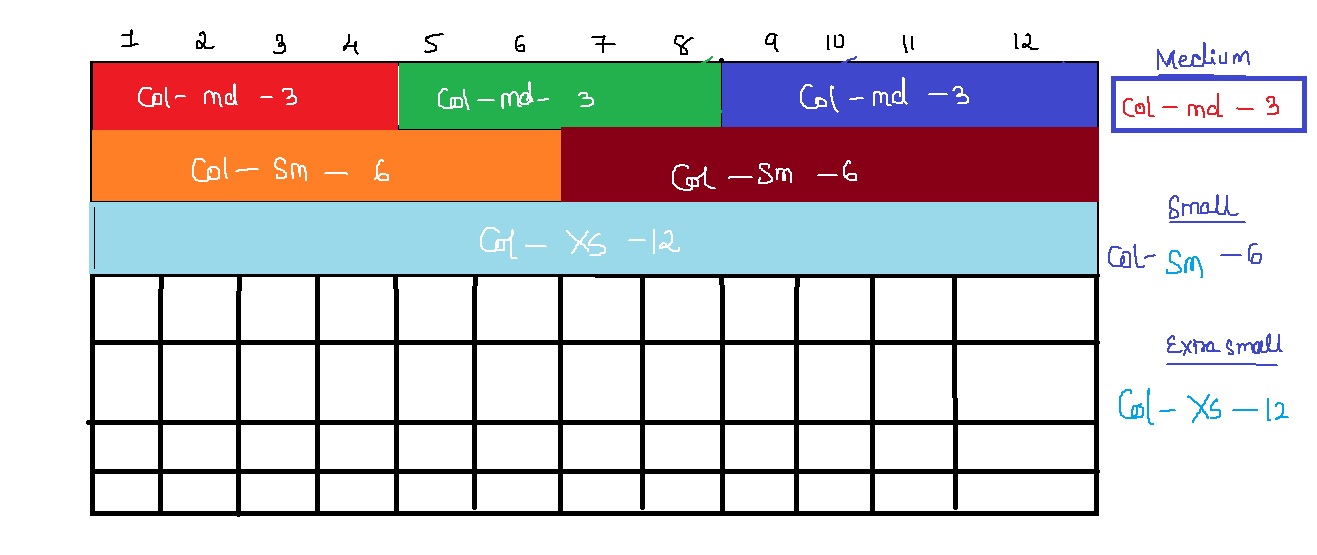 1 2 3 4 5 6 7 8 9 10 11 12
Medium
Col - md - 3 Col - md - 3 Col - md - 3
Col - md - 3
Col - Sm - 6 Col - Sm - 6
Small
Col - XS - 12
Col - Sm - 6
Extra small
Col - XS - 12